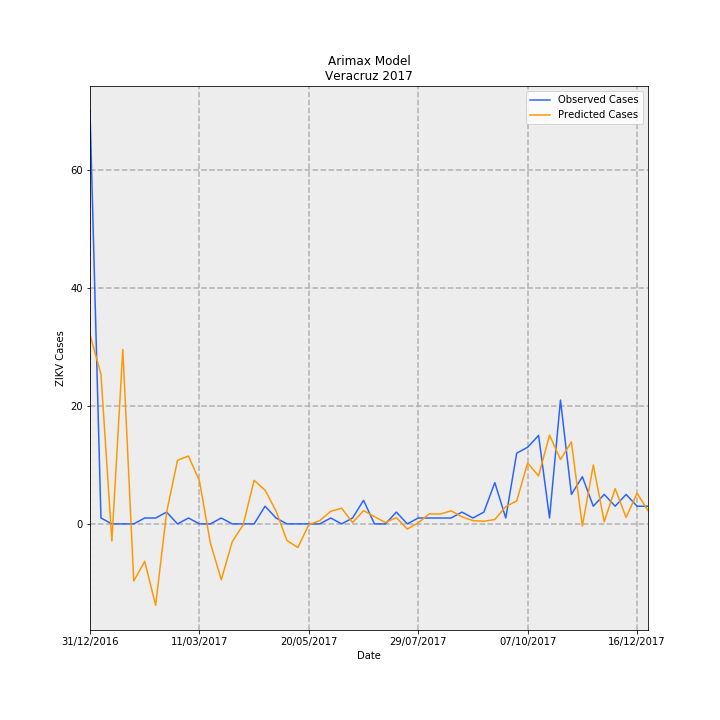 Arimax Model
Veracruz 2017
Observed Cases
Predicted Cases
60
40
20
0
ZIKV Cases
31/12/2016 11/03/2017 20/05/2017 29/07/2017 07/10/2017 16/12/2017
Date